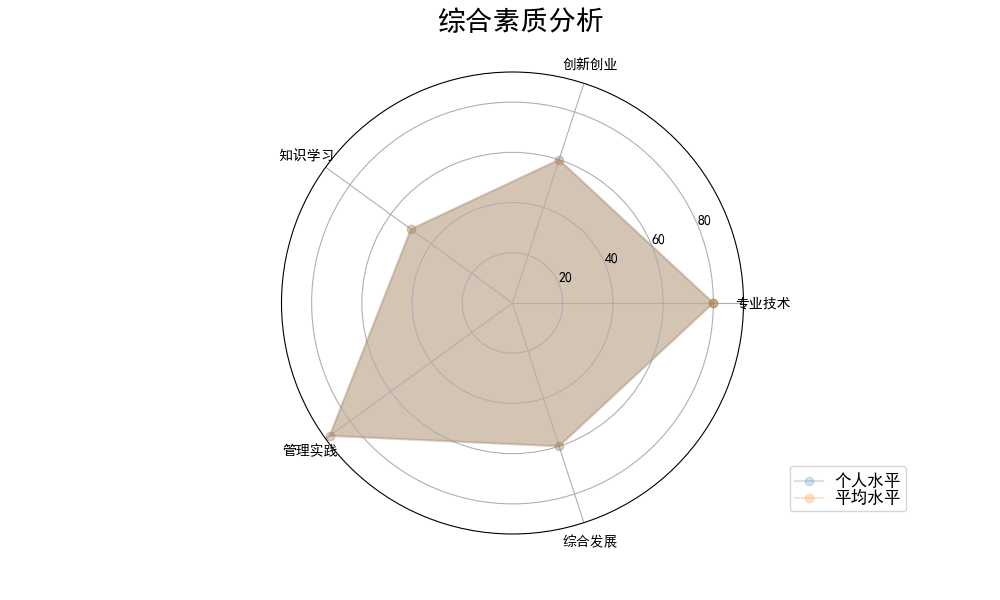 综合素质分析
创新创业
知识学习
80
60
40
20
专业技术
管理实践
综合发展
个人水平
平均水平